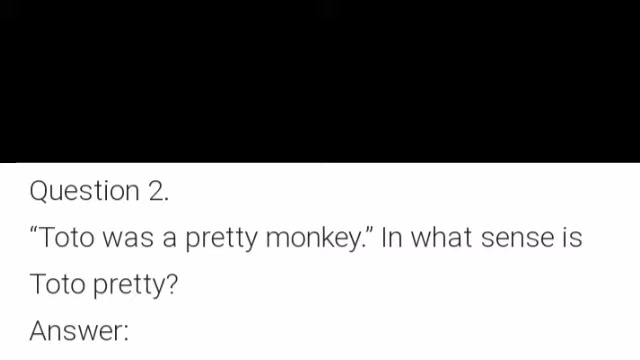 Question 2.
“Toto was a pretty monkey.” In what sense is
Toto pretty?
Answer: